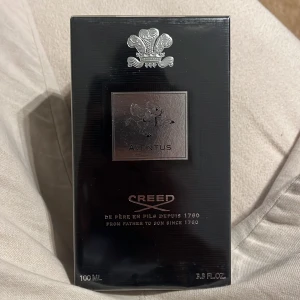 AVENTUS
CREED
DE PÈRE EN FILS DEPUIS 1760
FROM FATHER TO SON SINCE 1760
100 ML
3.3 FL.OZ.